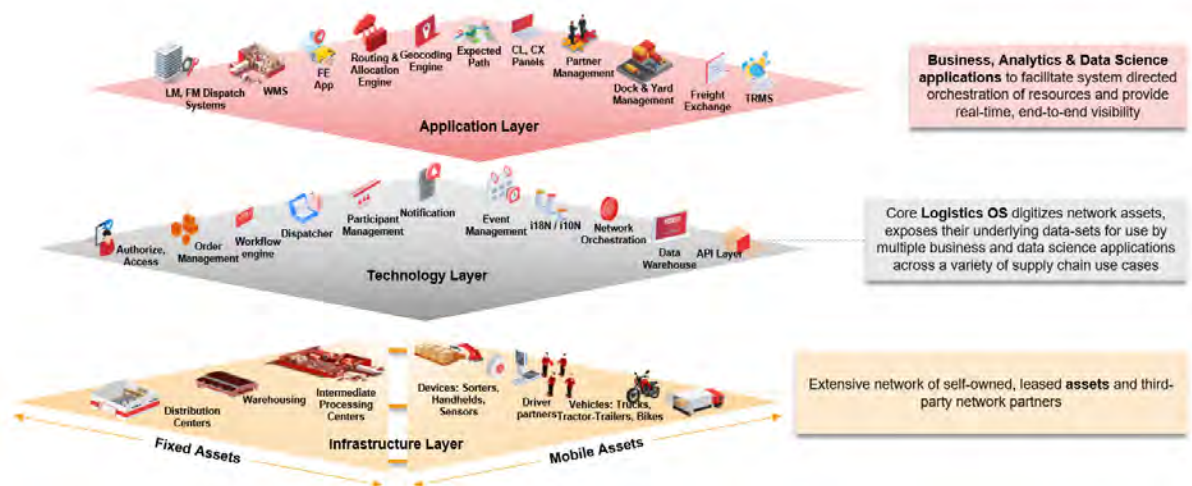 LM, FM Dispatch
Systems
WMS
FE
App
Routing &
Allocation
Engine
Geocoding
Engine
Expected
Path
CL, CX
Panels
Partner
Management
Dock & Yard
Management
Freight
Exchange
TRMS
Application Layer
Business, Analytics & Data Science
applications to facilitate system directed
orchestration of resources and provide
real-time, end-to-end visibility
Authorize,
Access
Order
Management
Workflow
engine
Dispatcher
Participant
Management
Notification
Event
Management
i18N / i10N
Network
Orchestration
Data
Warehouse
API Layer
Technology Layer
Core Logistics OS digitizes network assets,
exposes their underlying data-sets for use by
multiple business and data science applications
across a variety of supply chain use cases
Distribution
Centers
Warehousing
Intermediate
Processing
Centers
Devices: Sorters,
Handhelds,
Sensors
Driver
partners
Vehicles: Trucks,
Tractor-Trailers, Bikes
Infrastructure Layer
Fixed Assets
Mobile Assets
Extensive network of self-owned, leased assets and third-
party network partners